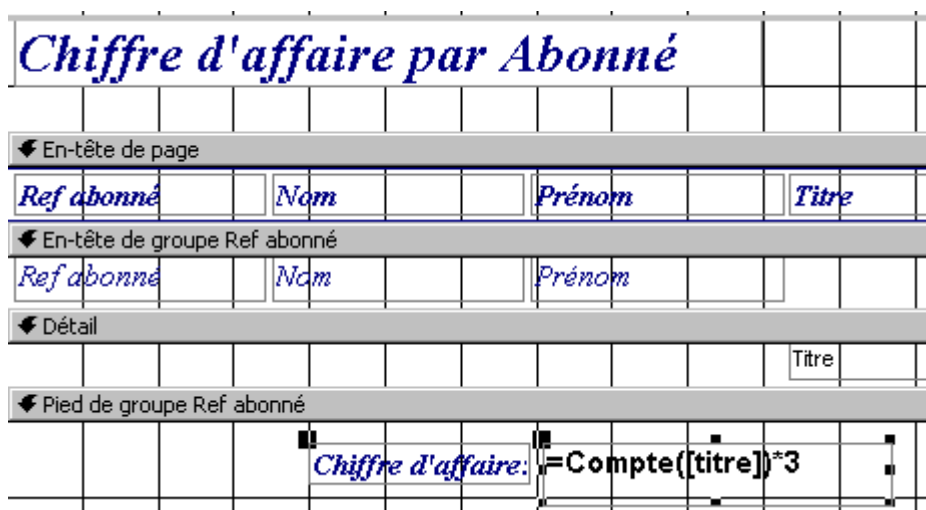 Chiffre d'affaire par Abonné
En-tête de page
Ref abonné Nom Prénom Titre
En-tête de groupe Ref abonné
Ref abonné Nom Prénom
Détail
Titre
Pied de groupe Ref abonné
Chiffre d'affaire: =Compte([titre])*3